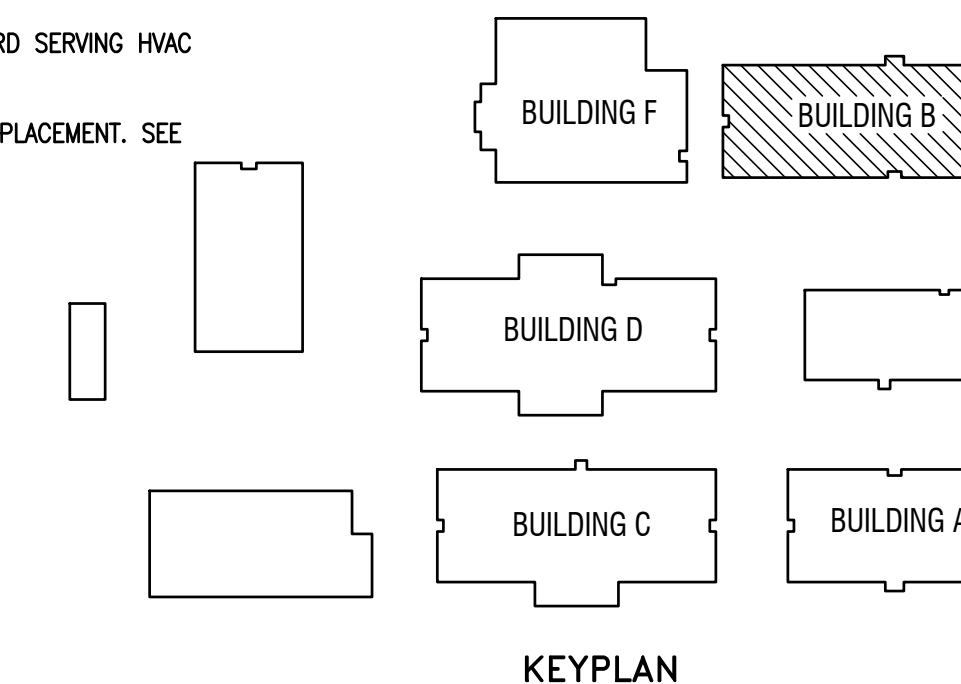 RD SERVING HVAC
PLACEMENT. SEE
BUILDING F
BUILDING B
BUILDING D
BUILDING C
BUILDING A
KEYPLAN